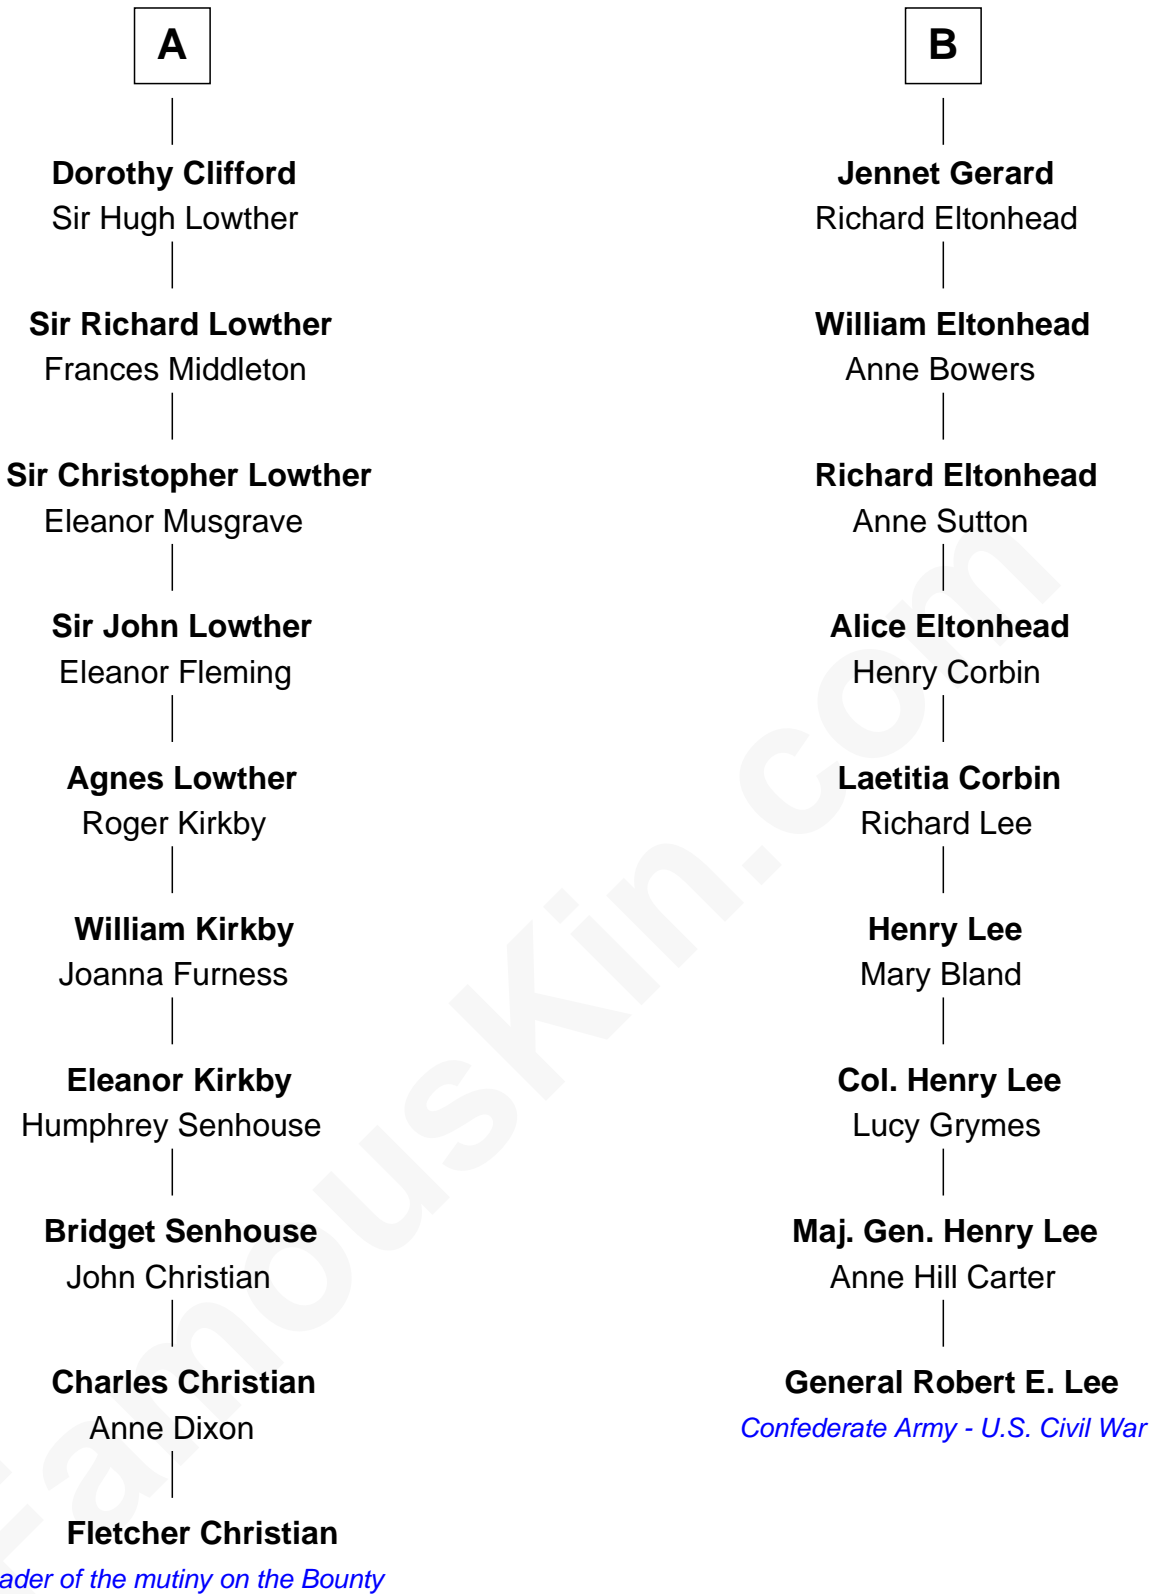 A
Dorothy Clifford
Sir Hugh Lowther
Sir Richard Lowther
Frances Middleton
Sir Christopher Lowther
Eleanor Musgrave
Sir John Lowther
Eleanor Fleming
Agnes Lowther
Roger Kirkby
William Kirkby
Joanna Furness
Eleanor Kirkby
Humphrey Senhouse
Bridget Senhouse
John Christian
Charles Christian
Anne Dixon
Fletcher Christian
ader of the mutiny on the Bounty
B
Jennet Gerard
Richard Eltonhead
William Eltonhead
Anne Bowers
Richard Eltonhead
Anne Sutton
Alice Eltonhead
Henry Corbin
Laetitia Corbin
Richard Lee
Henry Lee
Mary Bland
Col. Henry Lee
Lucy Grymes
Maj. Gen. Henry Lee
Anne Hill Carter
General Robert E. Lee
Confederate Army - U.S. Civil War
FamousKin.com